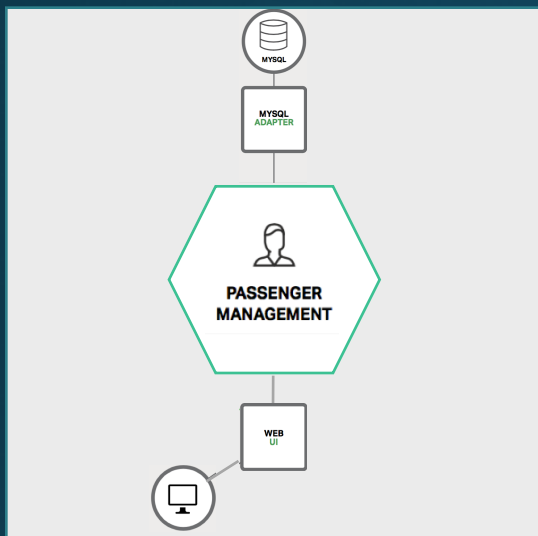 MYSQL
MYSQL
ADAPTER
PASSENGER
MANAGEMENT
WEB
UI